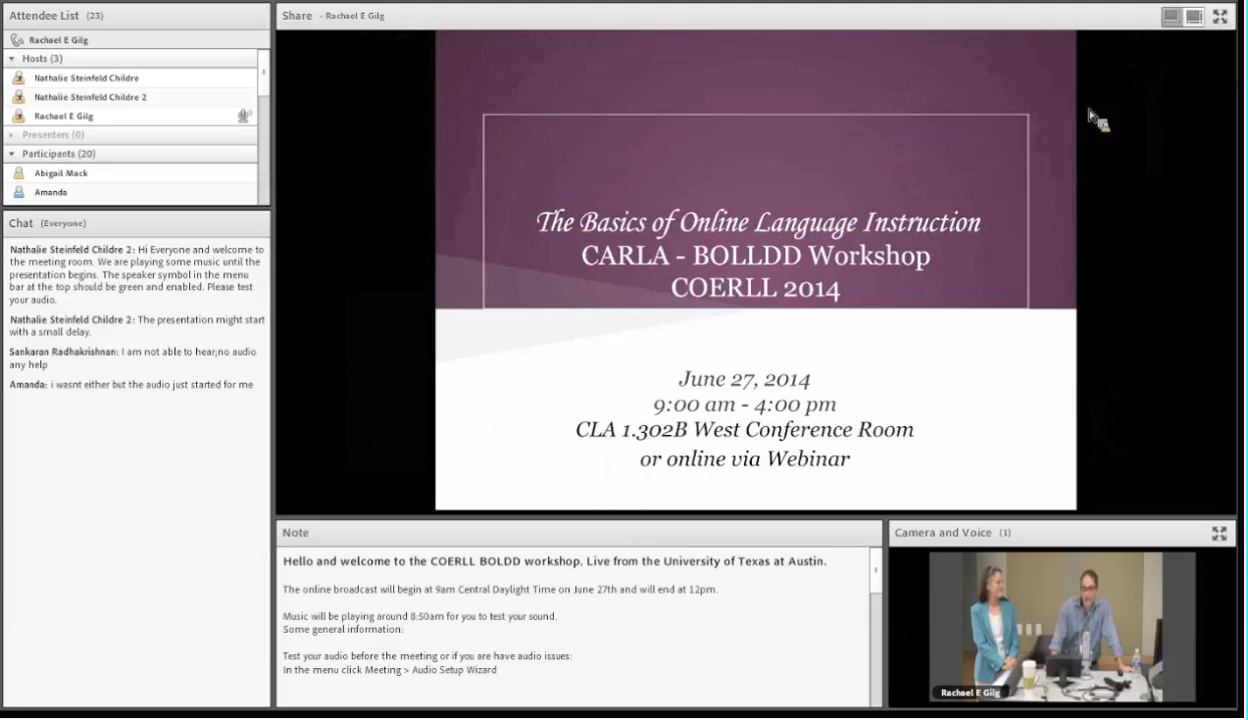 Attendee List (23)
Rachael E Gilg
Hosts (3)
Nathalie Steinfeld Childre
Nathalie Steinfeld Childre 2
Rachael E Gilg
Presenters (0)
Participants (20)
Abigail Mack
Amanda
Chat (Everyone)
Nathalie Steinfeld Childre 2: Hi Everyone and welcome to
the meeting room. We are playing some music until the
presentation begins. The speaker symbol in the menu
bar at the top should be green and enabled. Please test
your audio.
Nathalie Steinfeld Childre 2: The presentation might start
with a small delay.
Sankaran Radhakrishnan: I am not able to hear;no audio
any help
Amanda: i wasnt either but the audio just started for me
Share - Rachael E Gilg
The Basics of Online Language Instruction
CARLA - BOLLDD Workshop
COERLL 2014
June 27, 2014
9:00 am - 4:00 pm
CLA 1.302B West Conference Room
or online via Webinar
Note
Hello and welcome to the COERLL BOLDD workshop. Live from the University of Texas at Austin.
The online broadcast will begin at 9am Central Daylight Time on June 27th and will end at 12pm.
Music will be playing around 8:50am for you to test your sound.
Some general information:
Test your audio before the meeting or if you are have audio issues:
In the menu click Meeting > Audio Setup Wizard
Camera and Voice (1)
Rachael E Gilg